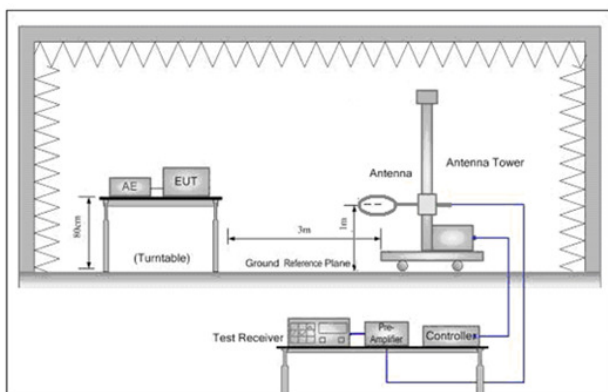 Antenna
Antenna Tower
AE
EUT
80cm
(Turntable)
3m
1m
Ground Reference Plane
Test Receiver
Pre-
Amplifier
Controller